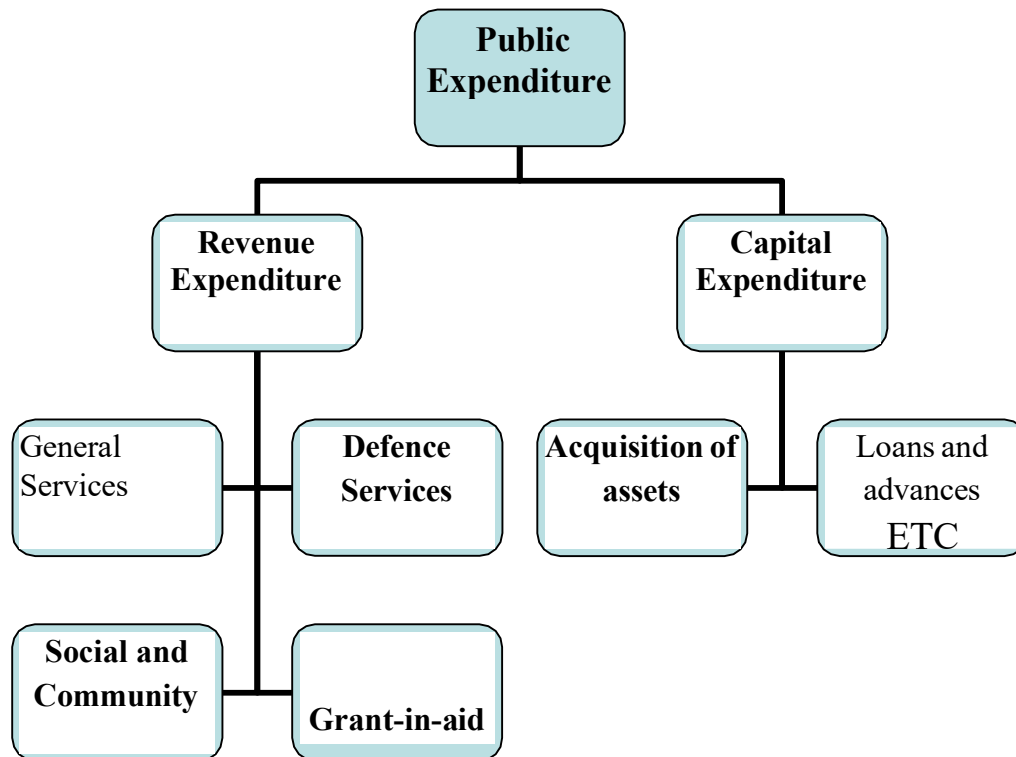 Public
Expenditure
Revenue
Expenditure
Capital
Expenditure
General
Services
Defence
Services
Acquisition of
assets
Loans and
advances
ETC
Social and
Community
Grant-in-aid